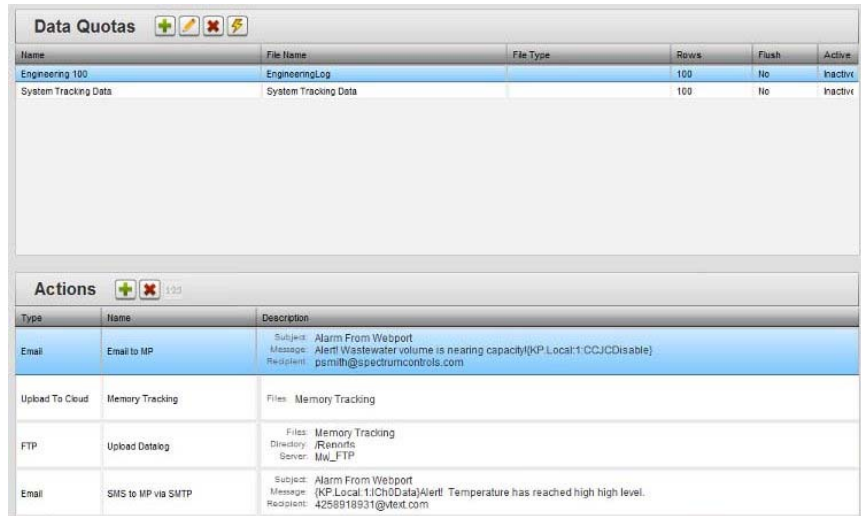 Data Quotas
Name File Name File Type Rows Flush Active
Engineering 100 EngineeringLog 100 No Inactive
System Tracking Data System Tracking Data 100 No Inactive
Actions
Type Name Description
Subject: Alarm From Webport
Email Email to MP Message: Alert! Wastewater volume is nearing capacity!{KP.Local:1:CCJCDisable}
Recipient: psmith@spectrumcontrols.com
Upload To Cloud Memory Tracking Files: Memory Tracking
Files: Memory Tracking
FTP Upload Datalog Directory: /Reports
Server: Mw_FTP
Subject: Alarm From Webport
Email SMS to MP via SMTP Message: {KP.Local:1:ICh0Data}Alert! Temperature has reached high high level.
Recipient: 4258918931@vtext.com